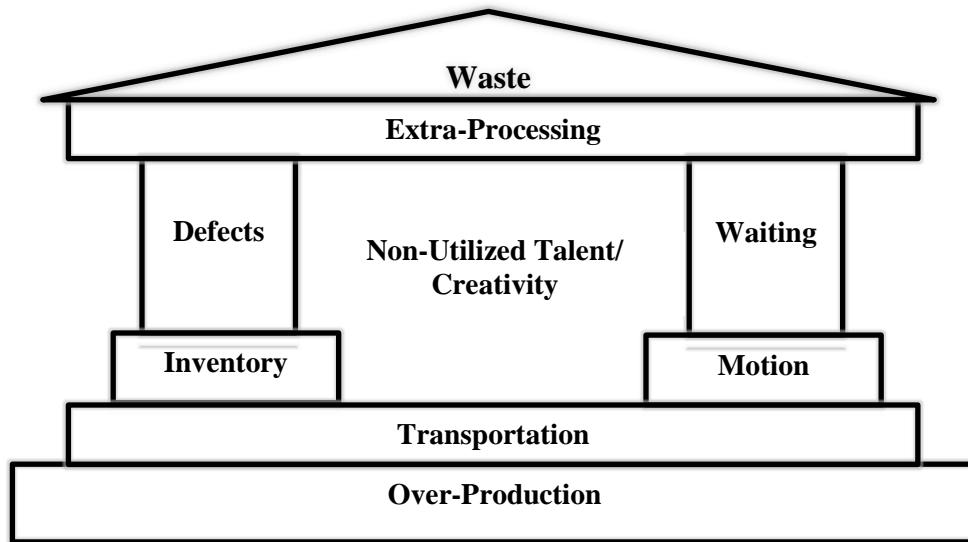 Waste
Extra-Processing
Defects
Waiting
Non-Utilized Talent/
Creativity
Inventory
Motion
Transportation
Over-Production